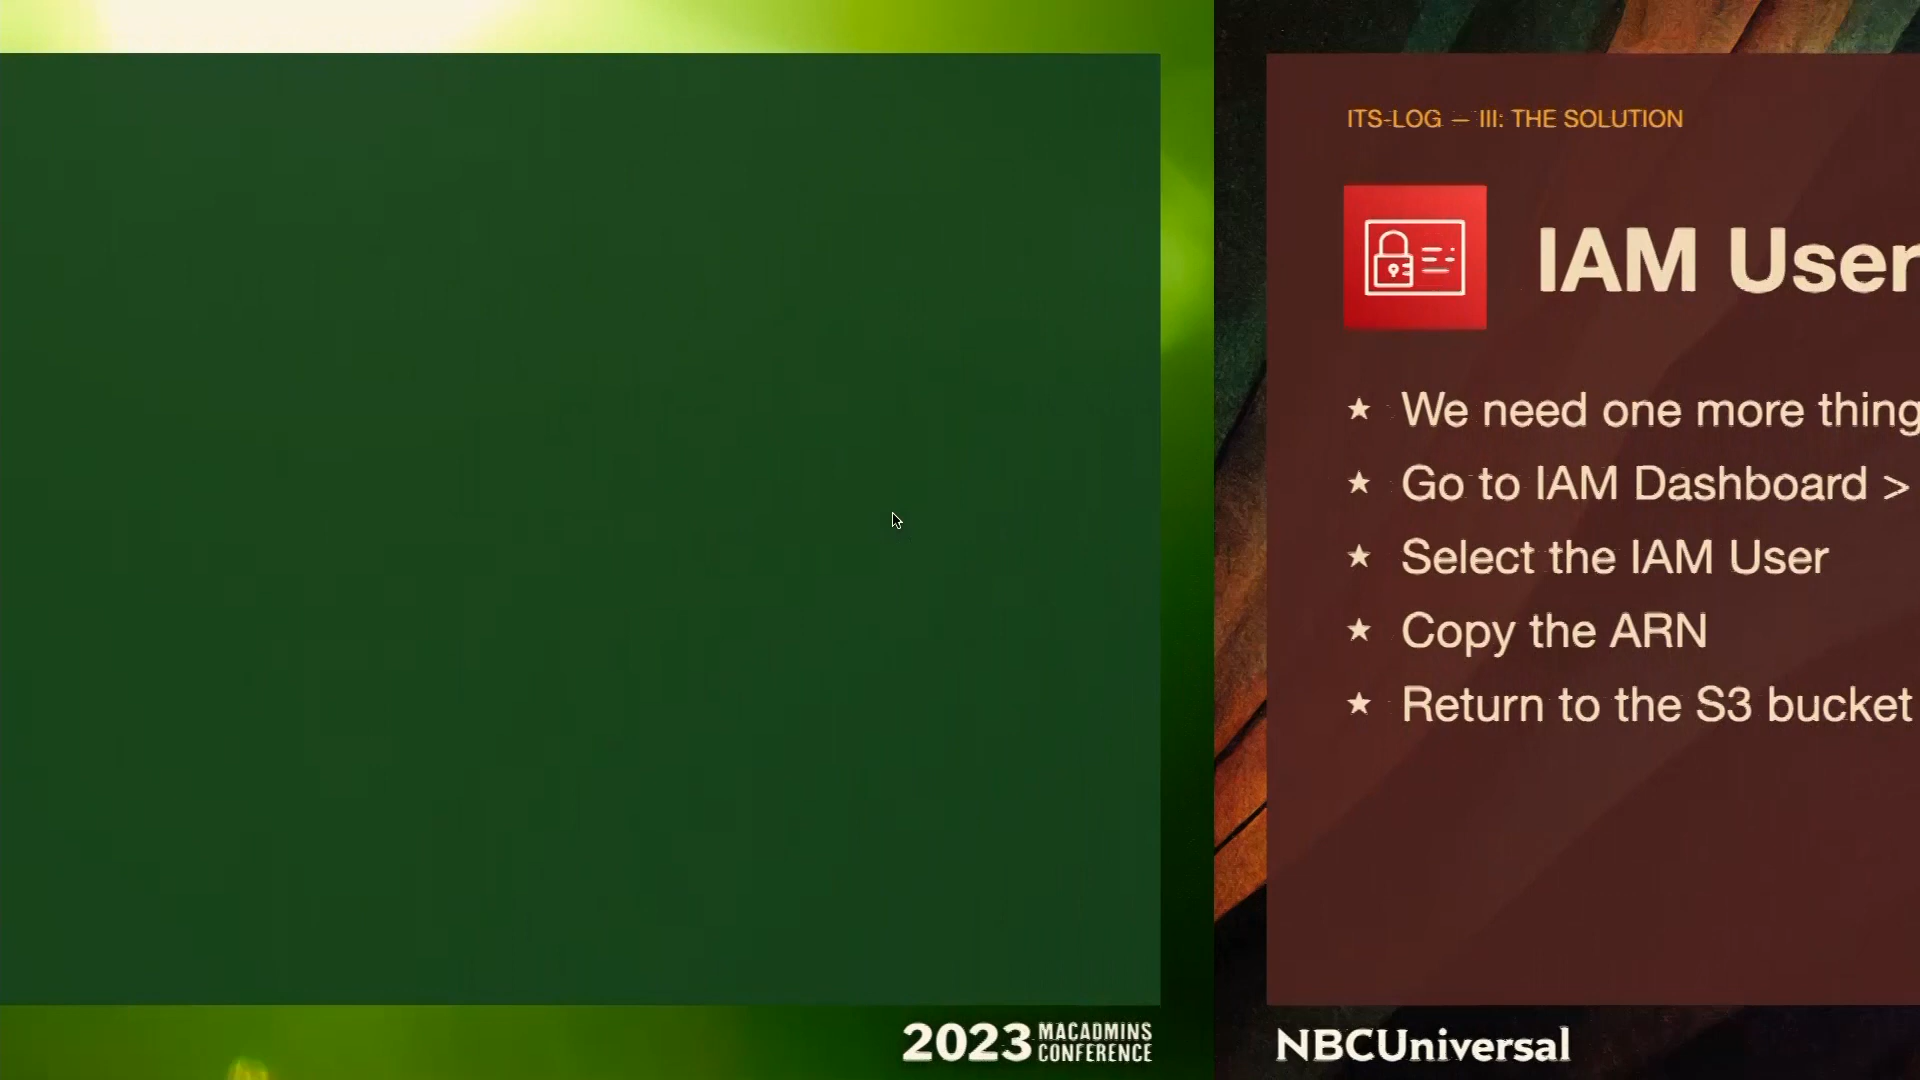 ITS-LOG – III: THE SOLUTION
IAM User
★ We need one more thing
★ Go to IAM Dashboard >
★ Select the IAM User
★ Copy the ARN
★ Return to the S3 bucket
2023 MACADMINS
CONFERENCE
NBCUniversal